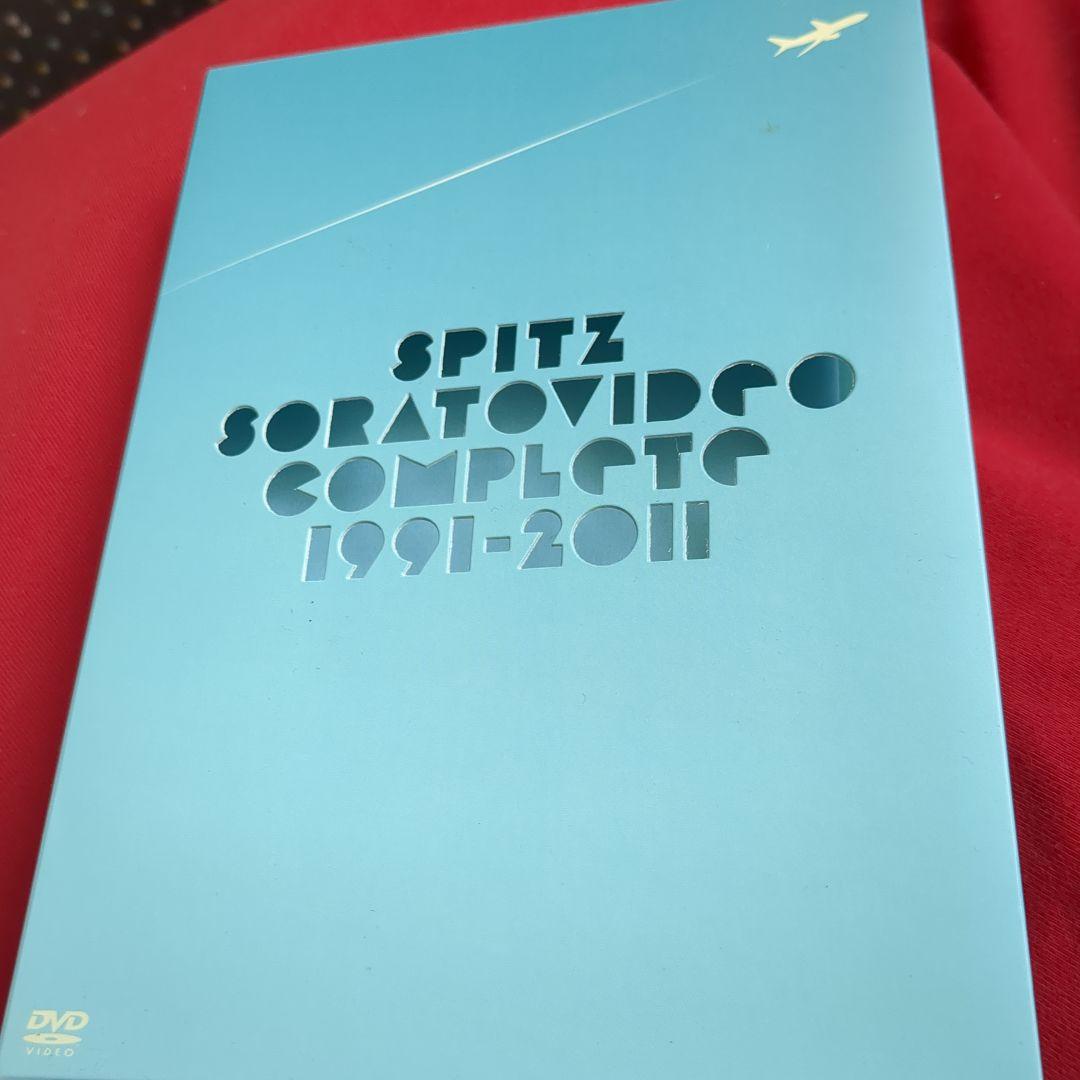 SPITZ
SORATOVIDEO
COMPLETE
1991-2011
DVD
VIDEO